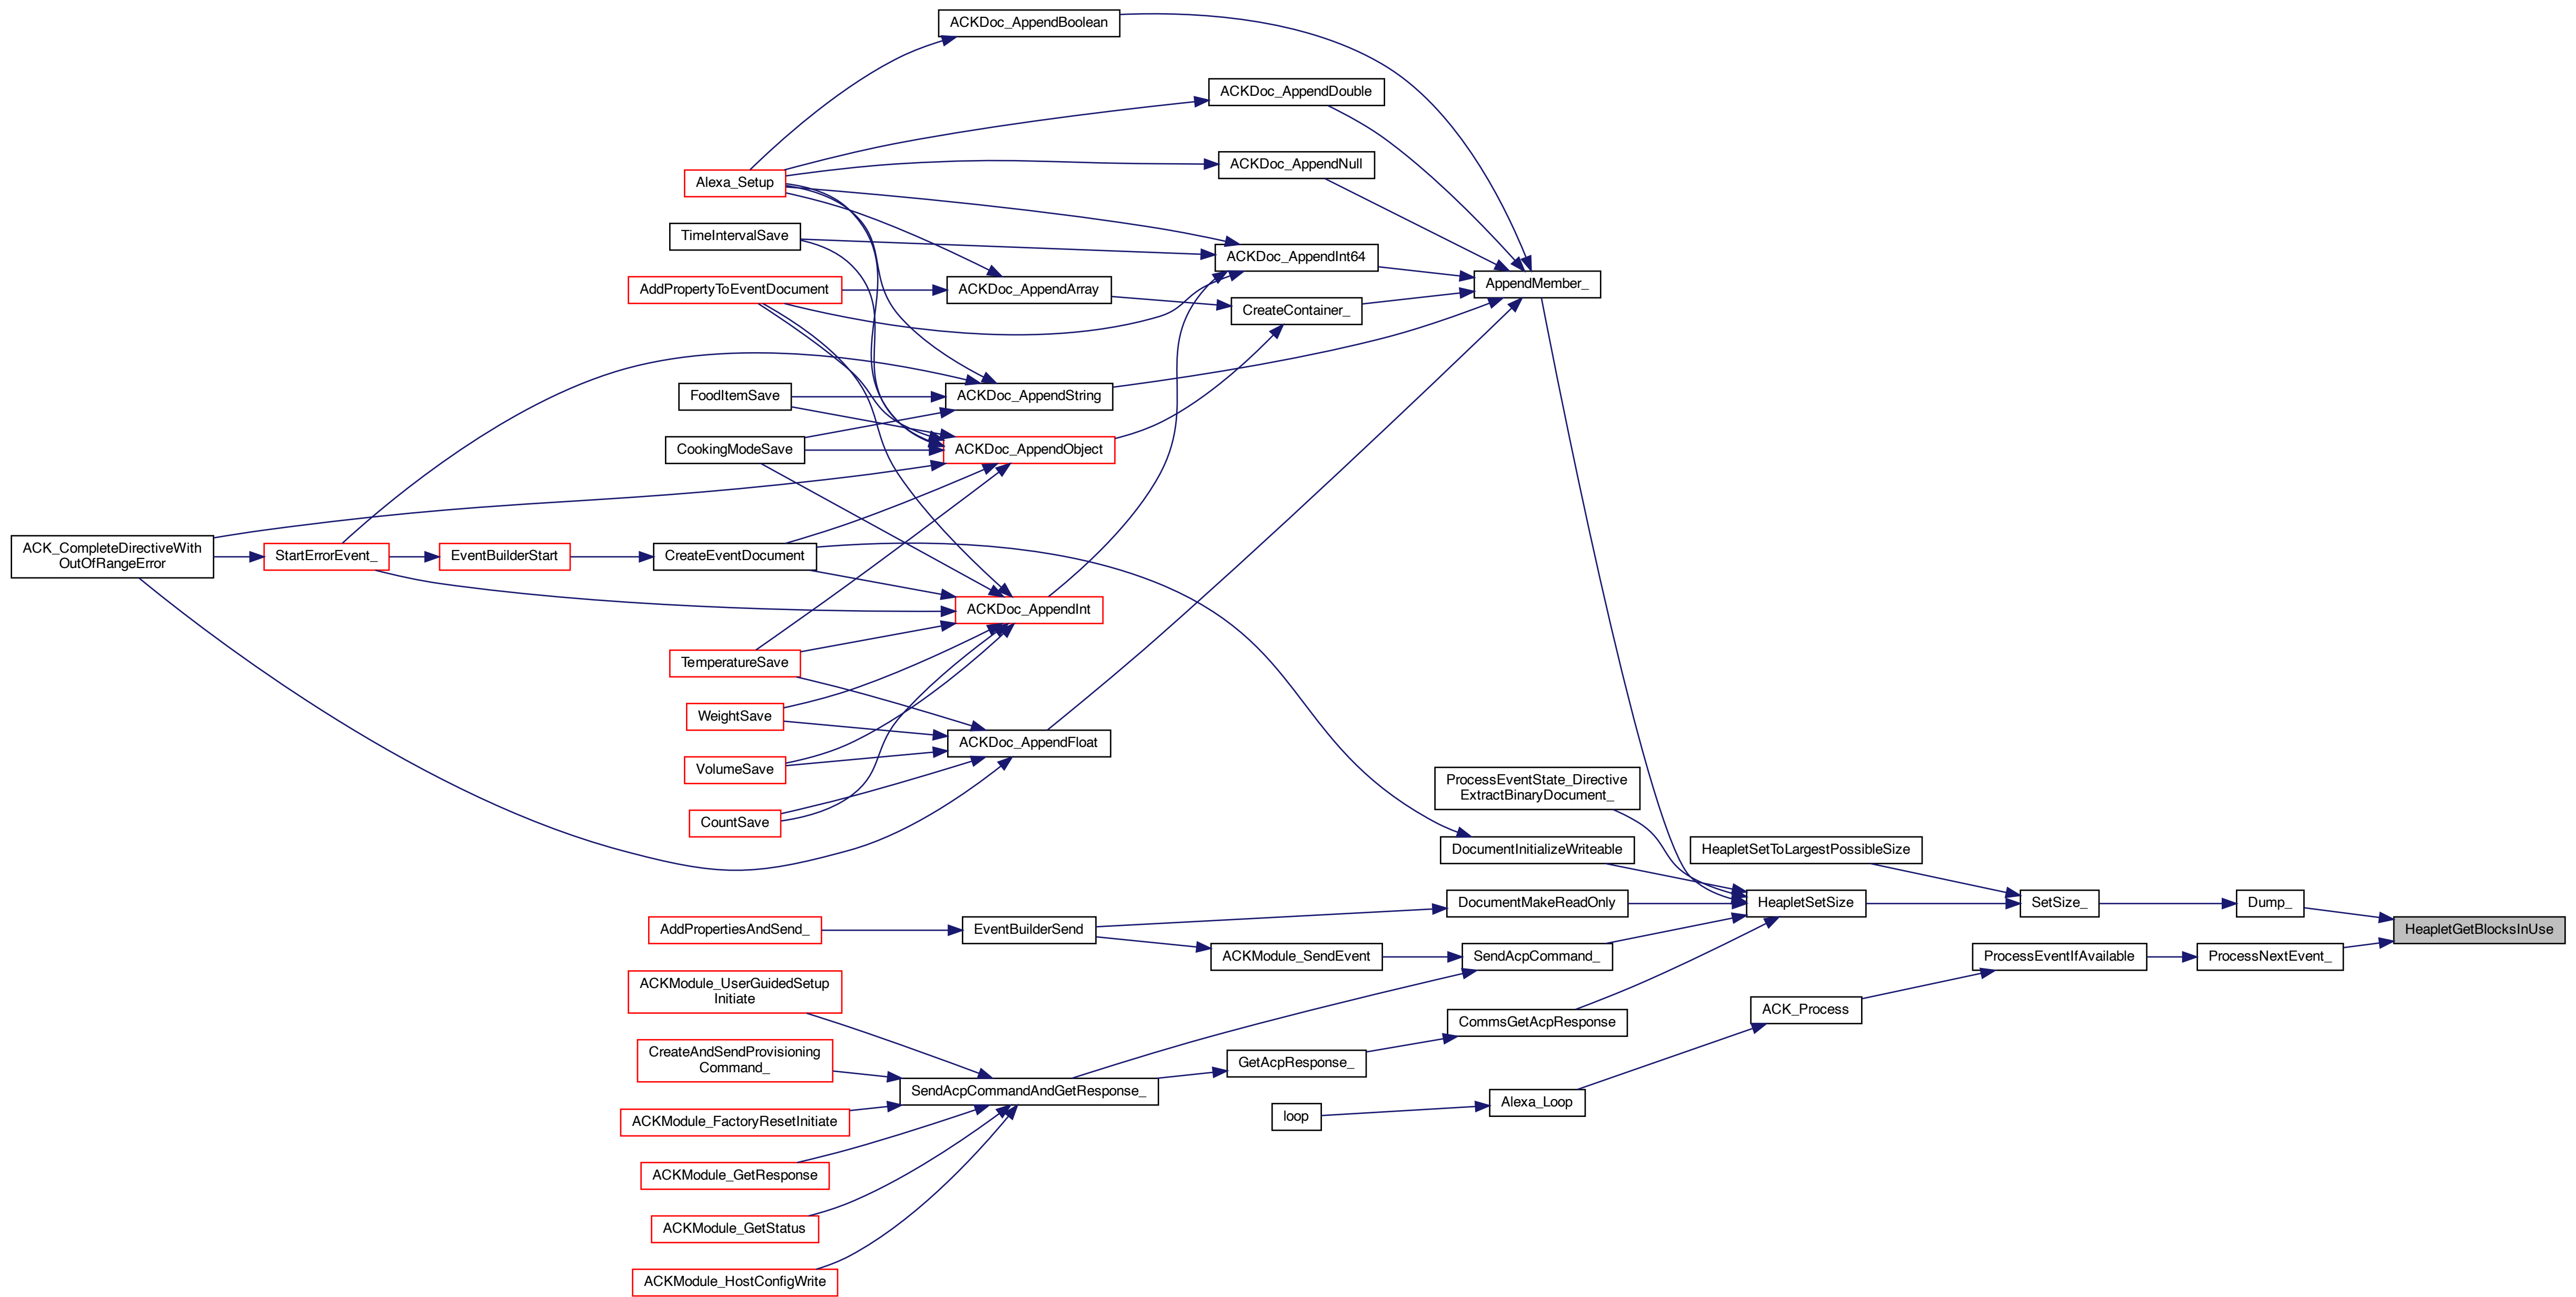 ACKDoc_AppendBoolean
ACKDoc_AppendDouble
ACKDoc_AppendNull
Alexa_Setup
TimeIntervalSave
ACKDoc_AppendInt64
AppendMember_
AddPropertyToEventDocument
ACKDoc_AppendArray
CreateContainer_
FoodItemSave
ACKDoc_AppendString
CookingModeSave
ACKDoc_AppendObject
ACK_CompleteDirectiveWith
OutOfRangeError
StartErrorEvent_
EventBuilderStart
CreateEventDocument
ACKDoc_AppendInt
TemperatureSave
WeightSave
ACKDoc_AppendFloat
VolumeSave
CountSave
ProcessEventState_Directive
ExtractBinaryDocument_
DocumentInitializeWriteable
HeapletSetToLargestPossibleSize
DocumentMakeReadOnly
HeapletSetSize
SetSize_
Dump_
AddPropertiesAndSend_
EventBuilderSend
HeapletGetBlocksInUse
ACKModule_SendEvent
SendAcpCommand_
ProcessEventIfAvailable
ProcessNextEvent_
ACKModule_UserGuidedSetup
Initiate
ACK_Process
CommsGetAcpResponse
CreateAndSendProvisioning
Command_
GetAcpResponse_
SendAcpCommandAndGetResponse_
Alexa_Loop
loop
ACKModule_FactoryResetInitiate
ACKModule_GetResponse
ACKModule_GetStatus
ACKModule_HostConfigWrite